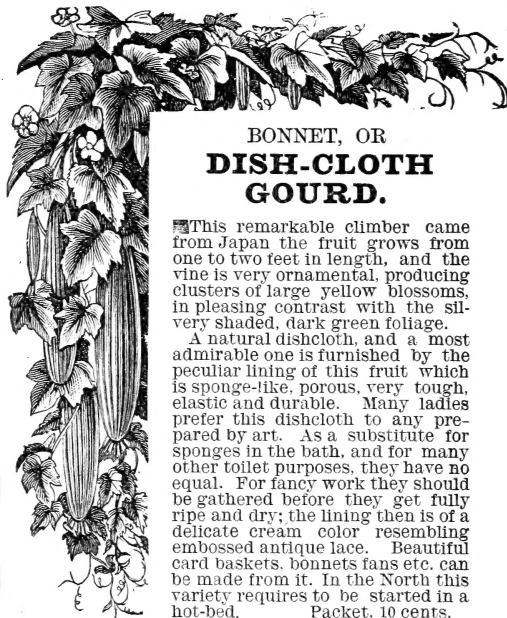 BONNET, OR
DISH-CLOTH
GOURD.
This remarkable climber came
from Japan the fruit grows from
one to two feet in length, and the
vine is very ornamental, producing
clusters of large yellow blossoms,
in pleasing contrast with the sil-
very shaded, dark green foliage.
A natural dishcloth, and a most
admirable one is furnished by the
peculiar lining of this fruit which
is sponge-like, porous, very tough,
elastic and durable. Many ladies
prefer this dishcloth to any pre-
pared by art. As a substitute for
sponges in the bath, and for many
other toilet purposes, they have no
equal. For fancy work they should
be gathered before they get fully
ripe and dry; the lining then is of a
delicate cream color resembling
embossed antique lace. Beautiful
card baskets, bonnets fans etc. can
be made from it. In the North this
variety requires to be started in a
hot-bed. Packet, 10 cents.